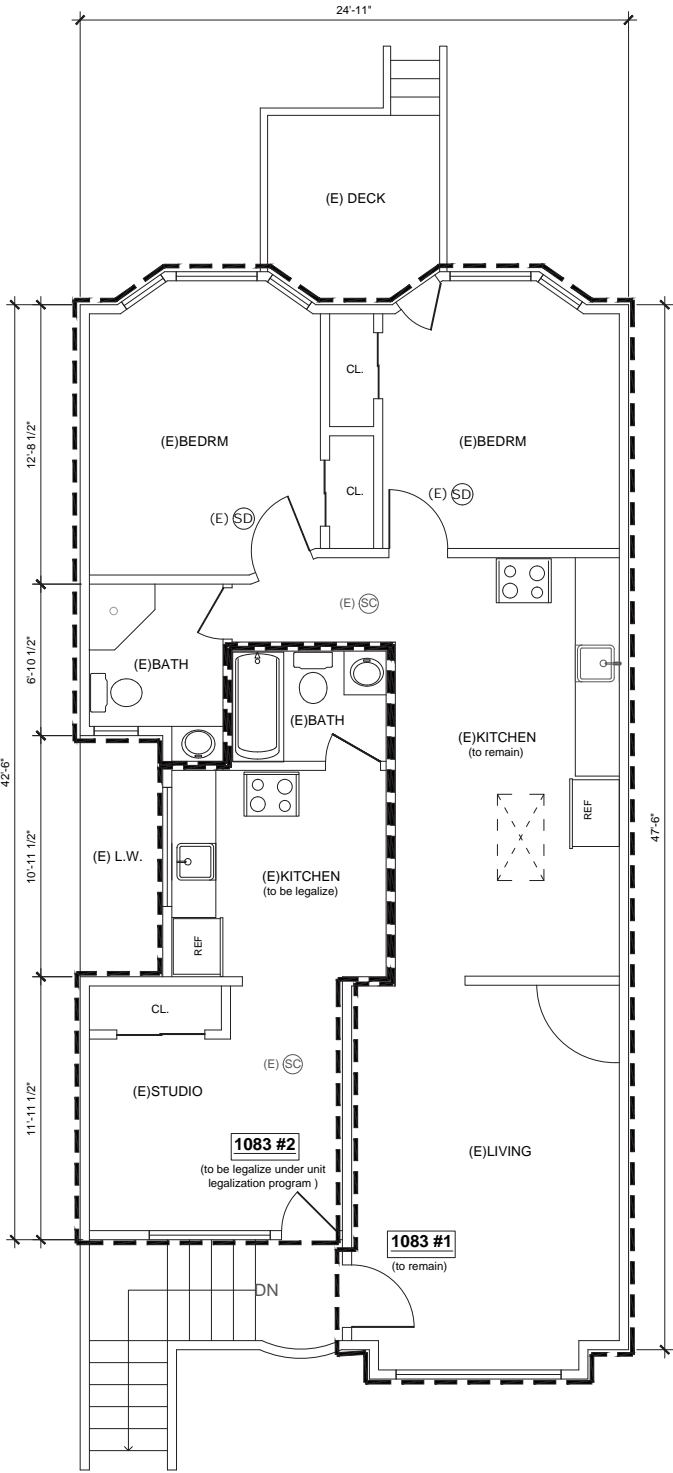 24'-11"
(E) DECK
CL.
(E)BEDRM
(E)BEDRM
12'-8 1/2"
CL.
(E) SD
(E) SD
(E) SC
6'-10 1/2"
(E)BATH
(E)BATH
(E)KITCHEN
(to remain)
42'-6"
REF
47'-6"
x
10'-11 1/2"
(E) L.W.
(E)KITCHEN
(to be legalize)
REF
CL.
(E) SC
(E)STUDIO
11'-11 1/2"
1083 #2
(to be legalize under unit
legalization program )
(E)LIVING
1083 #1
(to remain)
DN